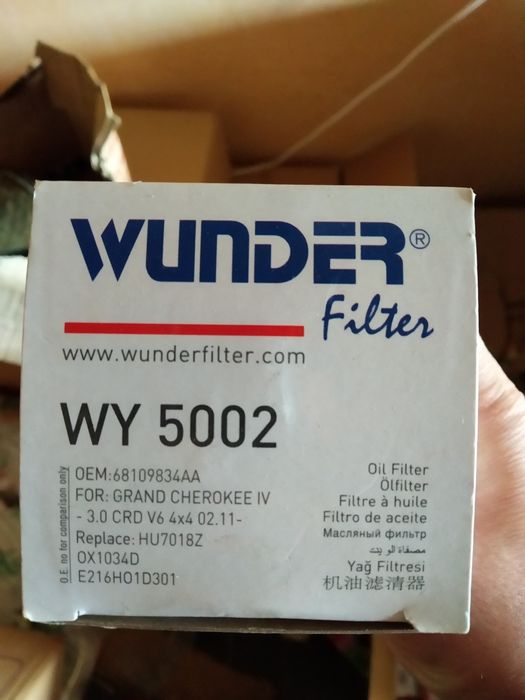 WUNDER®
Filter
www.wunderfilter.com
WY 5002
O.E. no for comparison only
OEM:68109834AA
FOR: GRAND CHEROKEE IV
- 3.0 CRD V6 4x4 02.11-
Replace: HU7018Z
OX1034D
E216HO1D301
Oil Filter
Ölfilter
Filtre à huile
Filtro de aceite
Масляный фильтр
مصفاة الزيت
Yağ Filtresi
机油滤清器